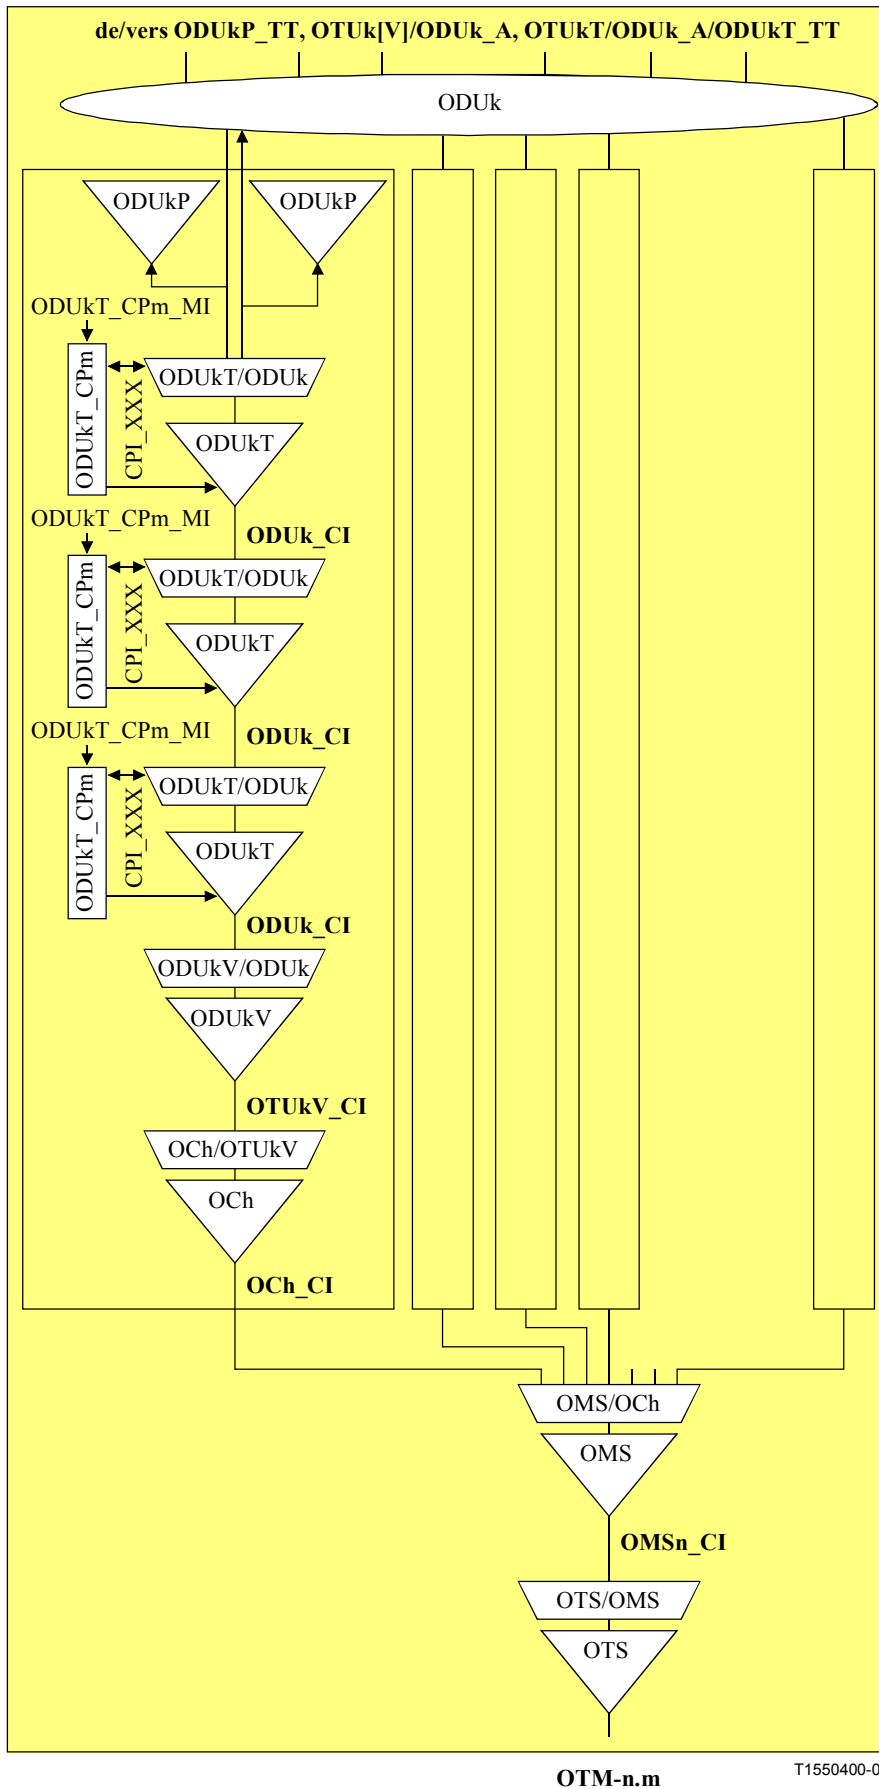 de/vers ODUkP_TT, OTUk[V]/ODUk_A, OTUkT/ODUk_A/ODUkT_TT
ODUk
ODUkP
ODUkP
ODUkT_CPm_MI
ODUkT_CPm
CPI_XXX
ODUkT/ODUk
ODUkT
ODUk_CI
ODUkT_CPm_MI
ODUkT_CPm
CPI_XXX
ODUkT/ODUk
ODUkT
ODUk_CI
ODUkT_CPm_MI
ODUkT_CPm
CPI_XXX
ODUkT/ODUk
ODUkT
ODUk_CI
ODUkV/ODUk
ODUkV
OTUkV_CI
OCh/OTUkV
OCh
OCh_CI
OMS/OCh
OMS
OMSn_CI
OTS/OMS
OTS
OTM-n.m
T1550400-0